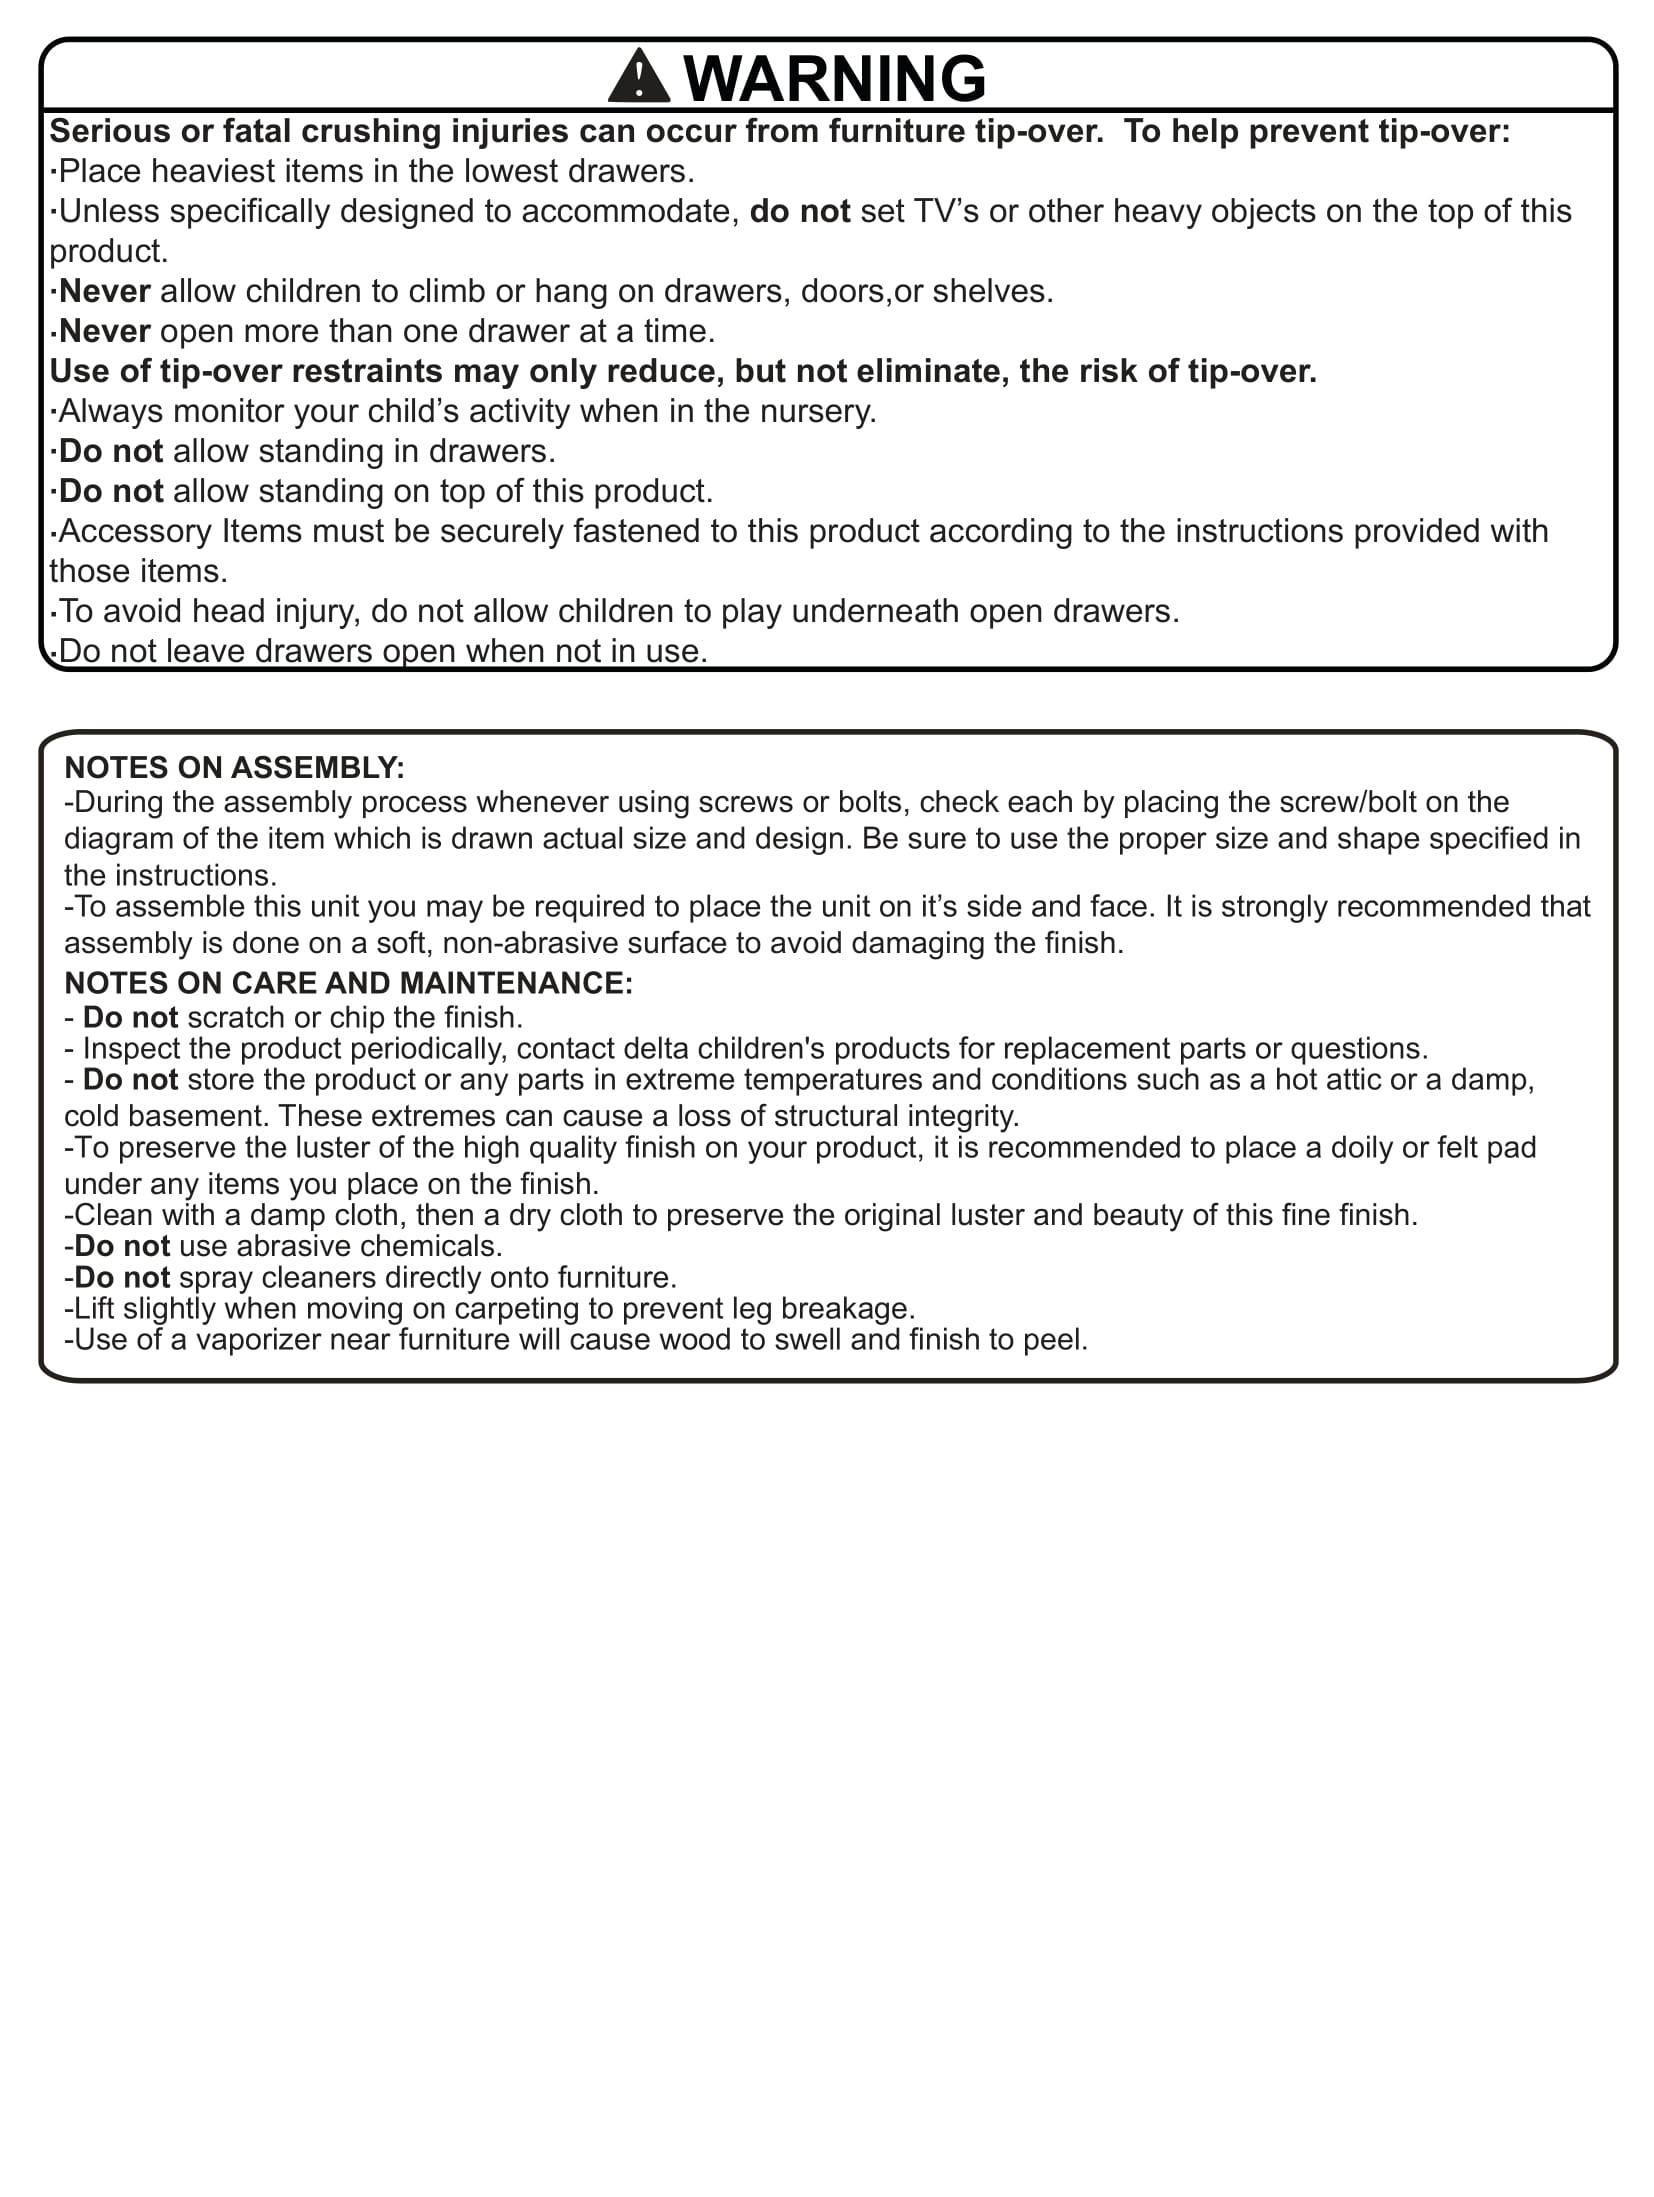 WARNING
Serious or fatal crushing injuries can occur from furniture tip-over.  To help prevent tip-over:
·Place heaviest items in the lowest drawers.
·Unless specifically designed to accommodate, do not set TV’s or other heavy objects on the top of this
product.
·Never allow children to climb or hang on drawers, doors,or shelves.
·Never open more than one drawer at a time.
Use of tip-over restraints may only reduce, but not eliminate, the risk of tip-over.
·Always monitor your child’s activity when in the nursery.
·Do not allow standing in drawers.
·Do not allow standing on top of this product.
·Accessory Items must be securely fastened to this product according to the instructions provided with
those items.
·To avoid head injury, do not allow children to play underneath open drawers.
·Do not leave drawers open when not in use.
NOTES ON ASSEMBLY:
-During the assembly process whenever using screws or bolts, check each by placing the screw/bolt on the
diagram of the item which is drawn actual size and design. Be sure to use the proper size and shape specified in
the instructions.
-To assemble this unit you may be required to place the unit on it’s side and face. It is strongly recommended that
assembly is done on a soft, non-abrasive surface to avoid damaging the finish.
NOTES ON CARE AND MAINTENANCE:
- Do not scratch or chip the finish.
- Inspect the product periodically, contact delta children's products for replacement parts or questions.
- Do not store the product or any parts in extreme temperatures and conditions such as a hot attic or a damp,
cold basement. These extremes can cause a loss of structural integrity.
-To preserve the luster of the high quality finish on your product, it is recommended to place a doily or felt pad
under any items you place on the finish.
-Clean with a damp cloth, then a dry cloth to preserve the original luster and beauty of this fine finish.
-Do not use abrasive chemicals.
-Do not spray cleaners directly onto furniture.
-Lift slightly when moving on carpeting to prevent leg breakage.
-Use of a vaporizer near furniture will cause wood to swell and finish to peel.